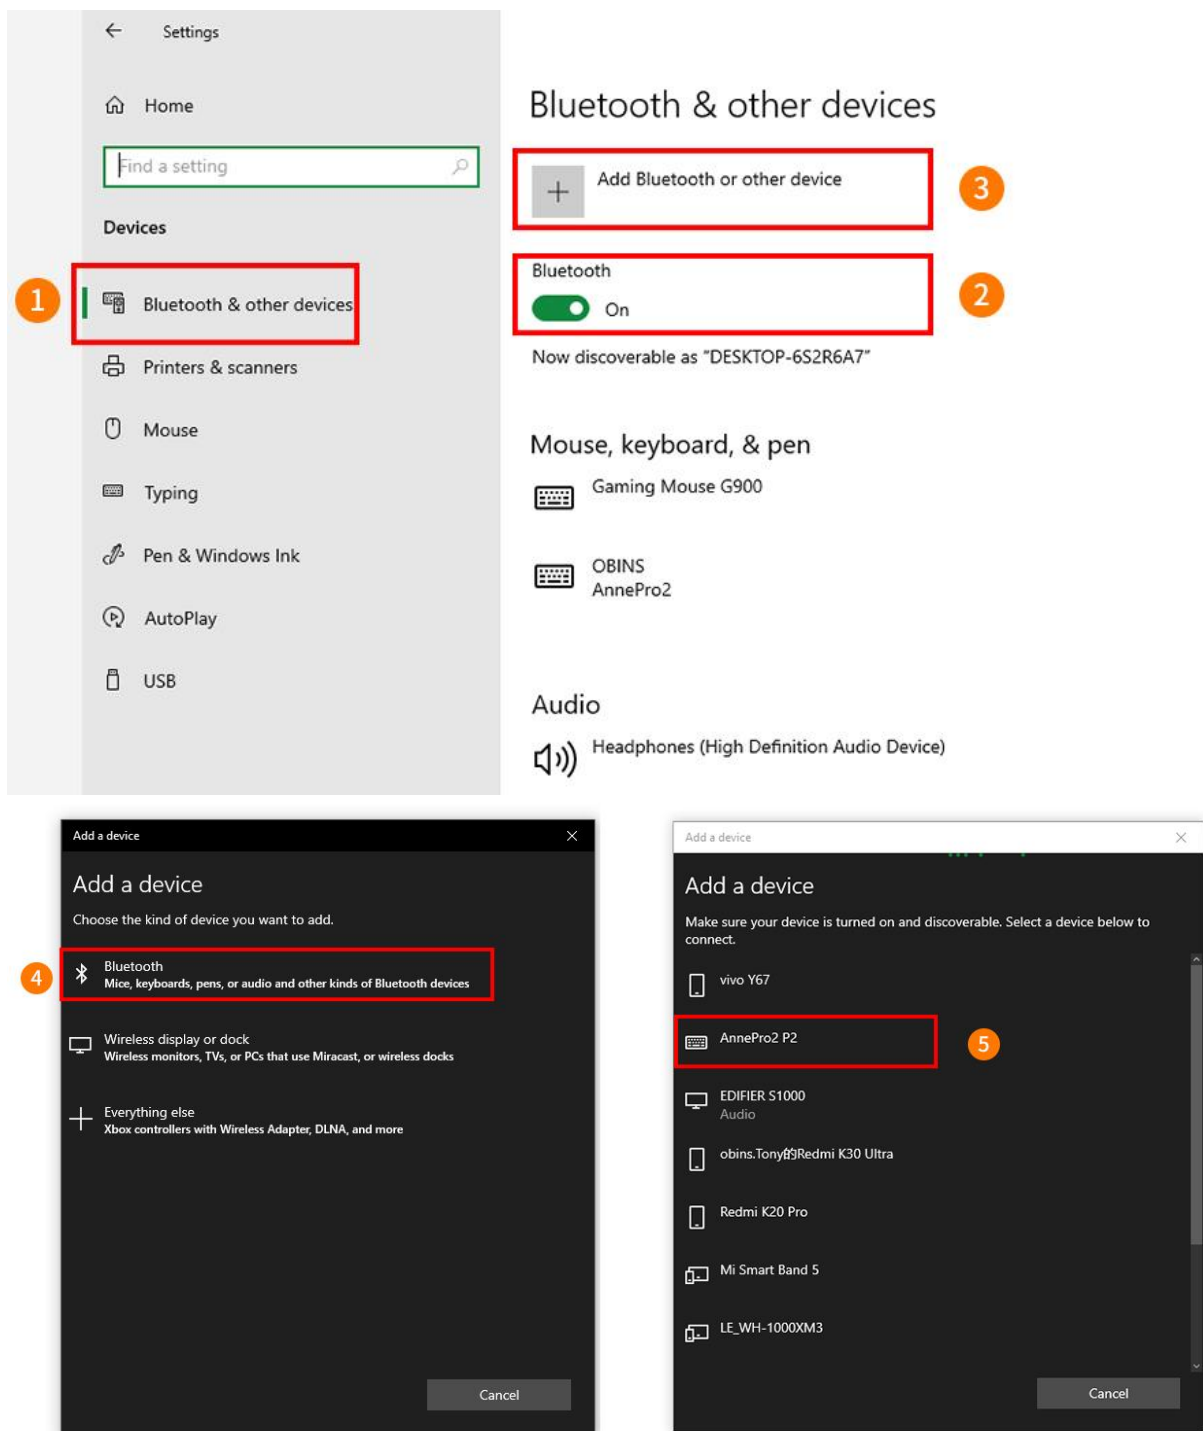 Settings
Home
Find a setting
Devices
1
Bluetooth & other devices
Printers & scanners
Mouse
Typing
Pen & Windows Ink
AutoPlay
USB
Bluetooth & other devices
Add Bluetooth or other device
3
Bluetooth
On
2
Now discoverable as "DESKTOP-6S2R6A7"
Mouse, keyboard, & pen
Gaming Mouse G900
OBINS
AnnePro2
Audio
Headphones (High Definition Audio Device)
Add a device
Add a device
Choose the kind of device you want to add.
4
Bluetooth
Mice, keyboards, pens, or audio and other kinds of Bluetooth devices
Wireless display or dock
Wireless monitors, TVs, or PCs that use Miracast, or wireless docks
Everything else
Xbox controllers with Wireless Adapter, DLNA, and more
Cancel
Add a device
Add a device
Make sure your device is turned on and discoverable. Select a device below to
connect.
vivo Y67
AnnePro2 P2
5
EDIFIER S1000
Audio
obins.Tony的Redmi K30 Ultra
Redmi K20 Pro
Mi Smart Band 5
LE_WH-1000XM3
Cancel